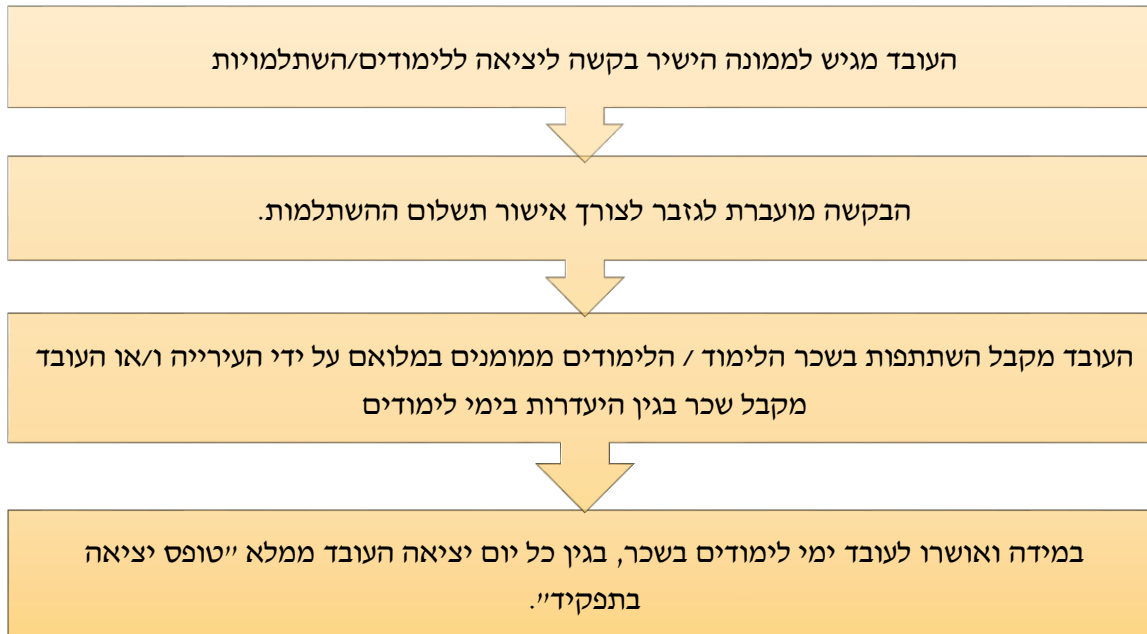 העובד מגיש לממונה הישיר בקשה ליציאה ללימודים/השתלמויות
הבקשה מועברת לגזבר לצורך אישור תשלום ההשתלמות.
העובד מקבל השתתפות בשכר הלימוד / הלימודים ממומנים במלואם על ידי העירייה ו/או העובד
מקבל שכר בגין היעדרות בימי לימודים
במידה ואושרו לעובד ימי לימודים בשכר, בגין כל יום יציאה העובד ממלא "טופס יציאה
בתפקיד".